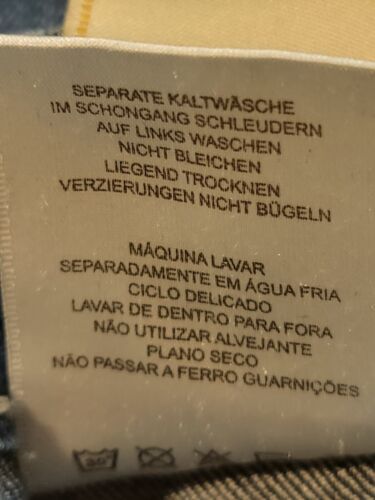 SEPARATE KALTWÄSCHE
IM SCHONGANG SCHLEUDERN
AUF LINKS WASCHEN
NICHT BLEICHEN
LIEGEND TROCKNEN
VERZIERUNGEN NICHT BÜGELN
MÁQUINA LAVAR
SEPARADAMENTE EM ÁGUA FRIA
CICLO DELICADO
LAVAR DE DENTRO PARA FORA
NÃO UTILIZAR ALVEJANTE
PLANO SECO
NÃO PASSAR A FERRO GUARNIÇÕES
30°